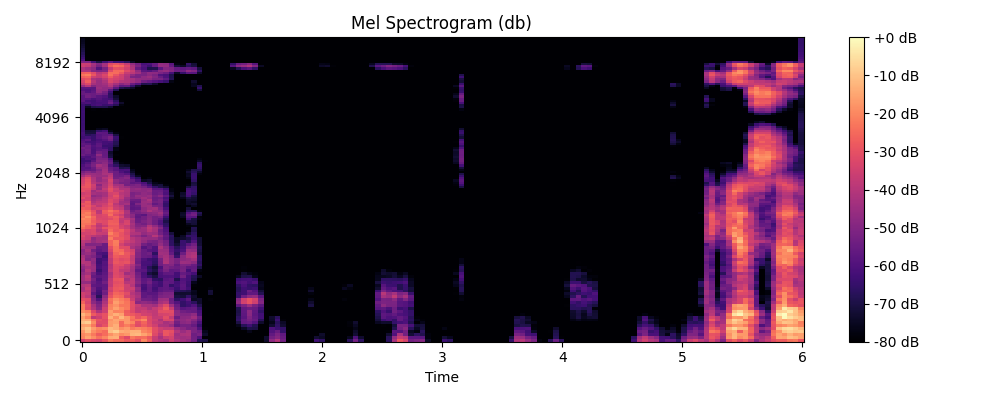 Mel Spectrogram (db)
8192
4096
2048
1024
512
0
Hz
0 1 2 3 4 5 6
Time
+0 dB
-10 dB
-20 dB
-30 dB
-40 dB
-50 dB
-60 dB
-70 dB
-80 dB